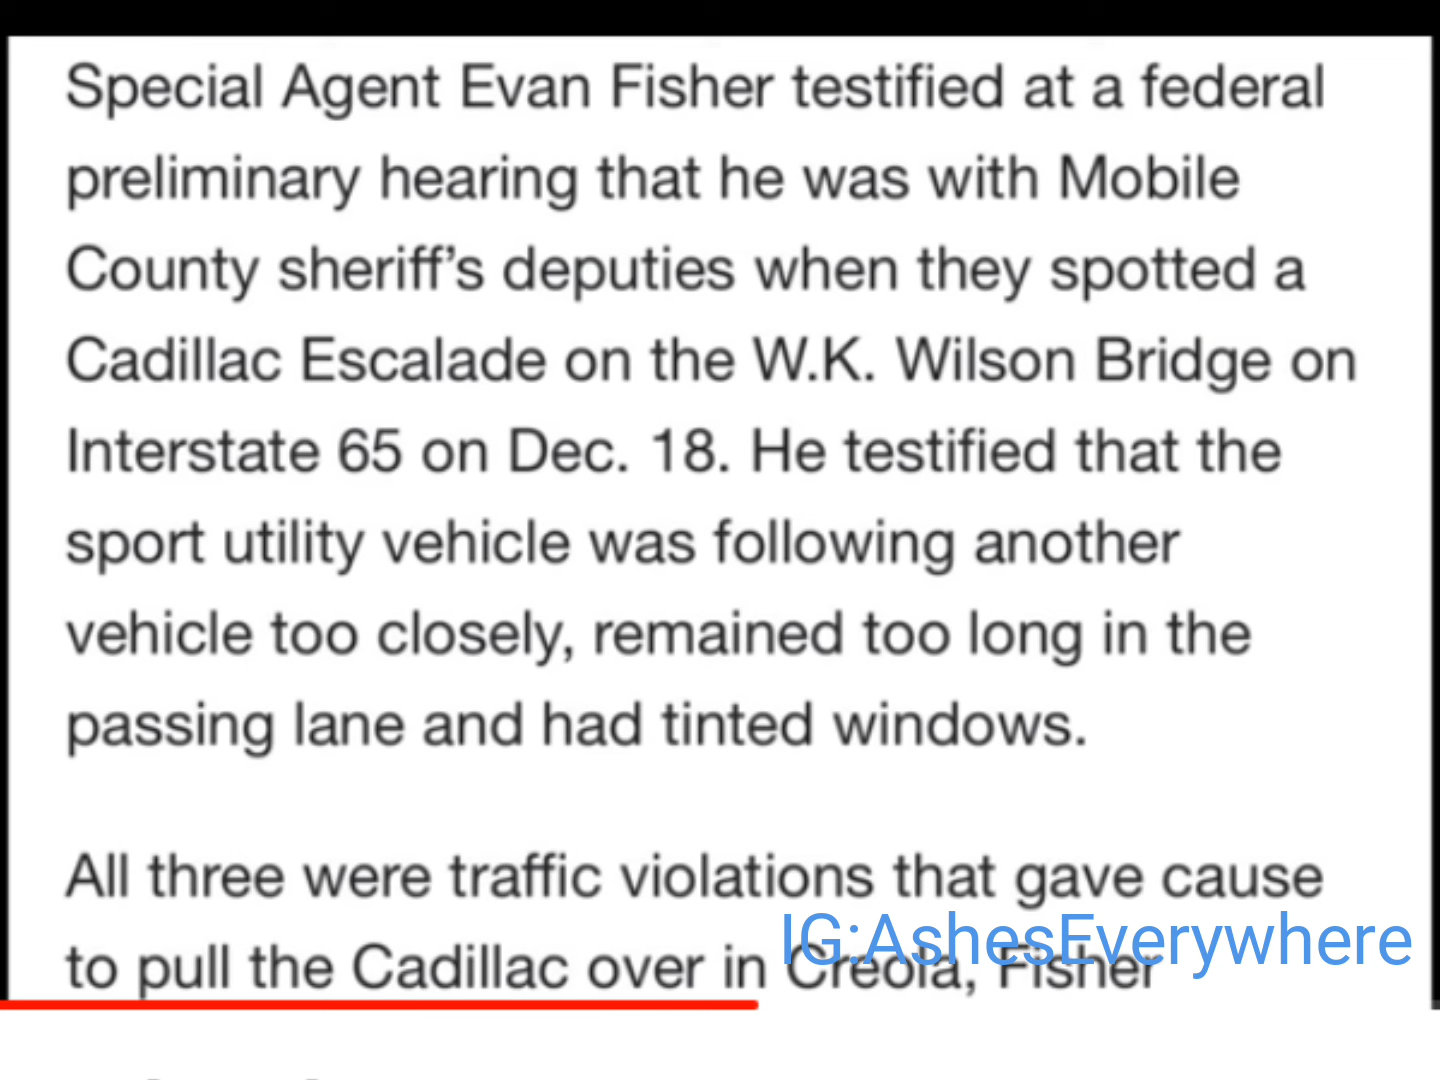 Special Agent Evan Fisher testified at a federal
preliminary hearing that he was with Mobile
County sheriff’s deputies when they spotted a
Cadillac Escalade on the W.K. Wilson Bridge on
Interstate 65 on Dec. 18. He testified that the
sport utility vehicle was following another
vehicle too closely, remained too long in the
passing lane and had tinted windows.
All three were traffic violations that gave cause
to pull the Cadillac over in Creola, Fisher
IG:AshesEverywhere